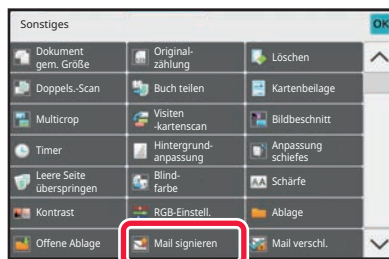 Sonstiges
OK
Dokument
gem. Größe
Original-
zählung
Löschen
Doppels.-Scan
Buch teilen
Kartenbeilage
Multicrop
Visiten
-kartenscan
Bildbeschnitt
Timer
Hintergrund-
anpassung
Anpassung
schiefes
Leere Seite
überspringen
Blind-
farbe
AA Schärfe
Kontrast
RGB-Einstell.
Ablage
Offene Ablage
Mail signieren
Mail verschl.